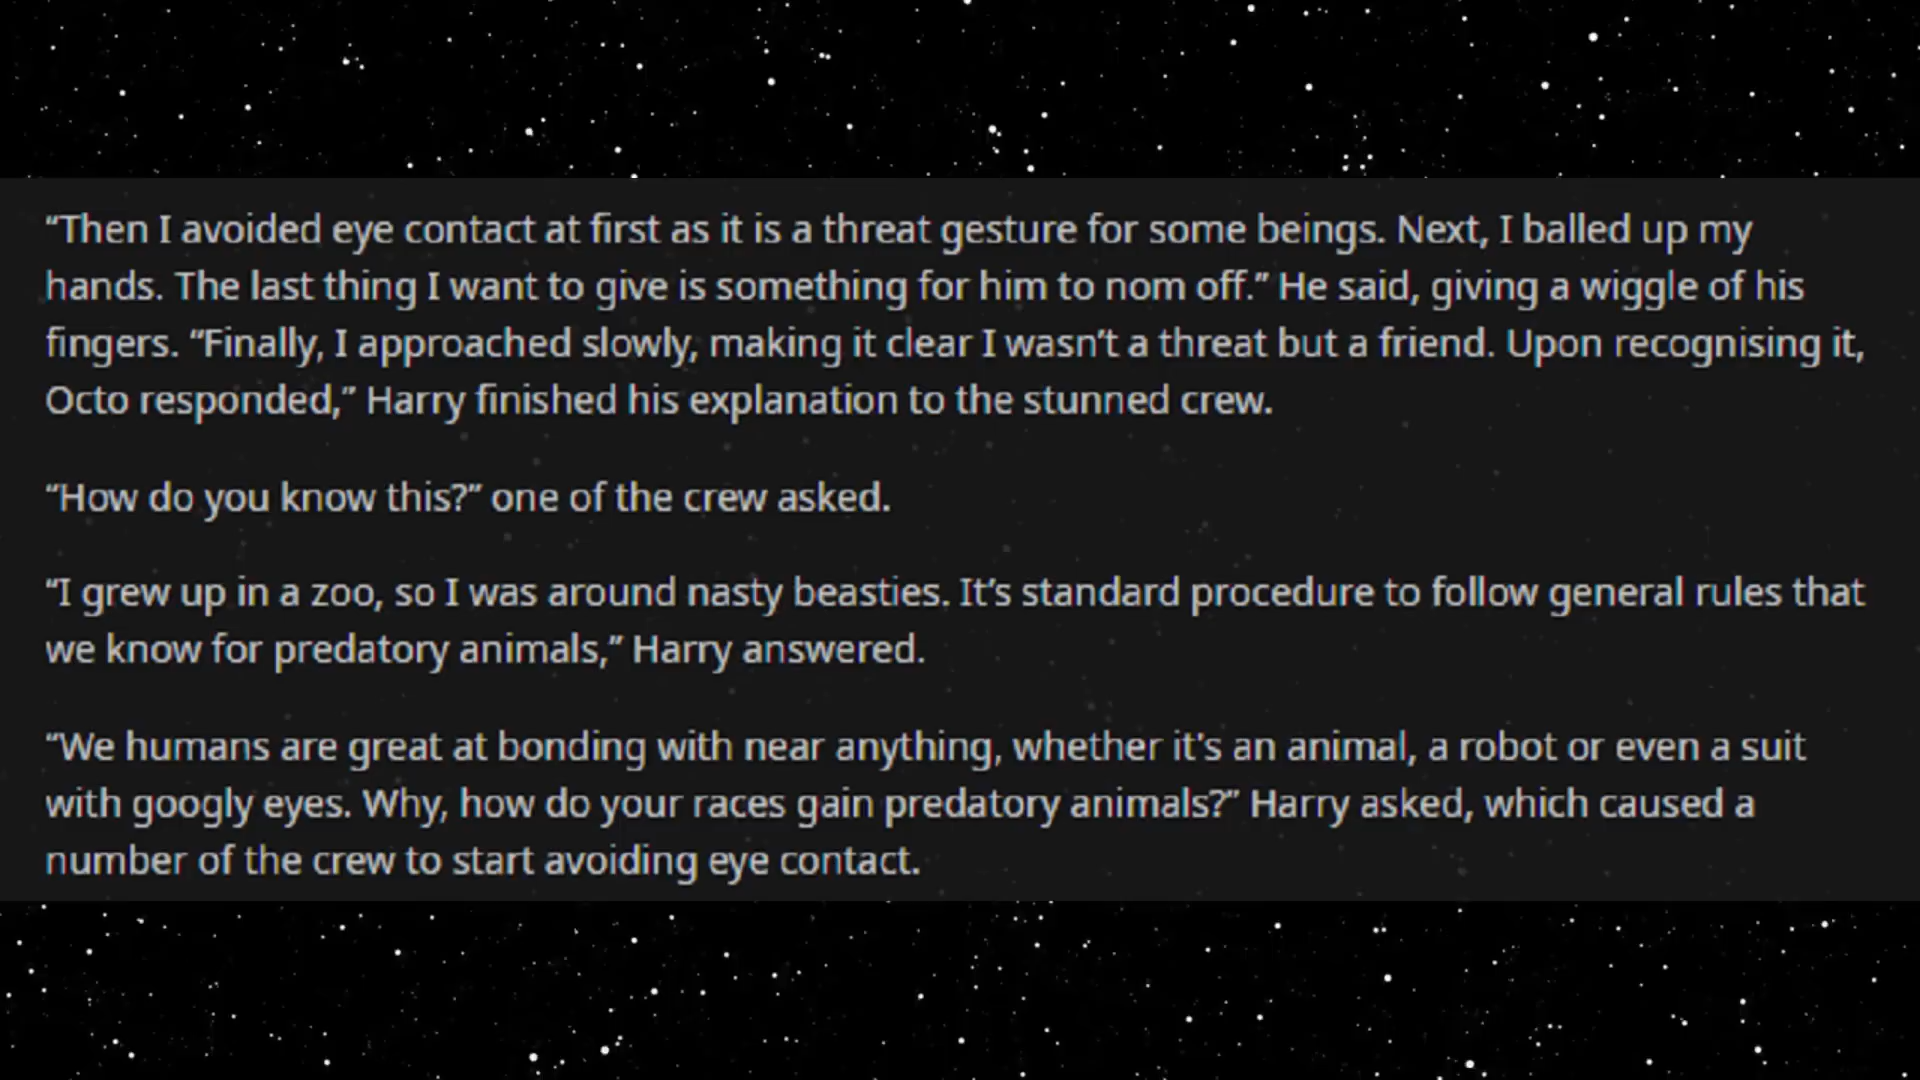 “Then I avoided eye contact at first as it is a threat gesture for some beings. Next, I balled up my
hands. The last thing I want to give is something for him to nom off.” He said, giving a wiggle of his
fingers. “Finally, I approached slowly, making it clear I wasn’t a threat but a friend. Upon recognising it,
Octo responded,” Harry finished his explanation to the stunned crew.
“How do you know this?” one of the crew asked.
“I grew up in a zoo, so I was around nasty beasties. It’s standard procedure to follow general rules that
we know for predatory animals,” Harry answered.
“We humans are great at bonding with near anything, whether it’s an animal, a robot or even a suit
with googly eyes. Why, how do your races gain predatory animals?” Harry asked, which caused a
number of the crew to start avoiding eye contact.